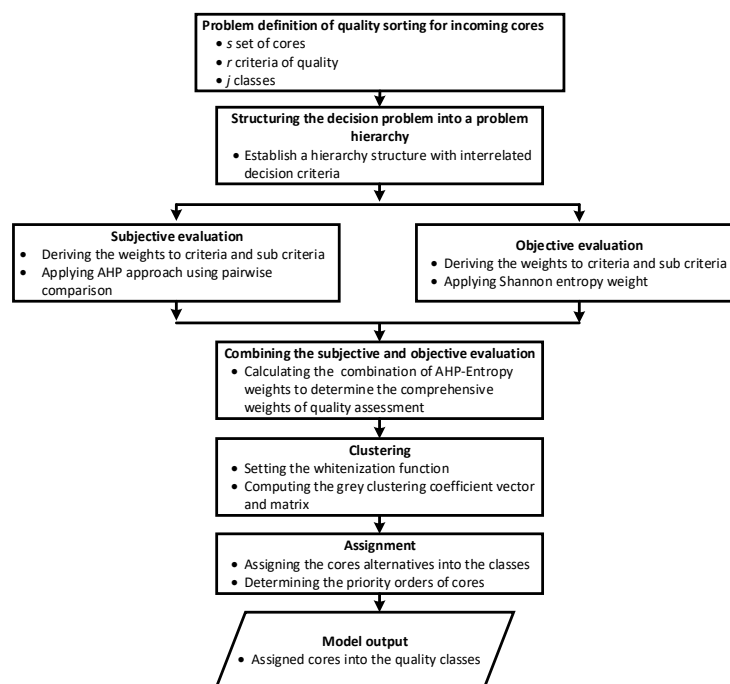 Problem definition of quality sorting for incoming cores
• s set of cores
• r criteria of quality
• j classes
Structuring the decision problem into a problem
hierarchy
• Establish a hierarchy structure with interrelated
decision criteria
Subjective evaluation
• Deriving the weights to criteria and sub criteria
• Applying AHP approach using pairwise
comparison
Objective evaluation
• Deriving the weights to criteria and sub criteria
• Applying Shannon entropy weight
Combining the subjective and objective evaluation
• Calculating the combination of AHP-Entropy
weights to determine the comprehensive
weights of quality assessment
Clustering
• Setting the whitenization function
• Computing the grey clustering coefficient vector
and matrix
Assignment
• Assigning the cores alternatives into the classes
• Determining the priority orders of cores
Model output
• Assigned cores into the quality classes